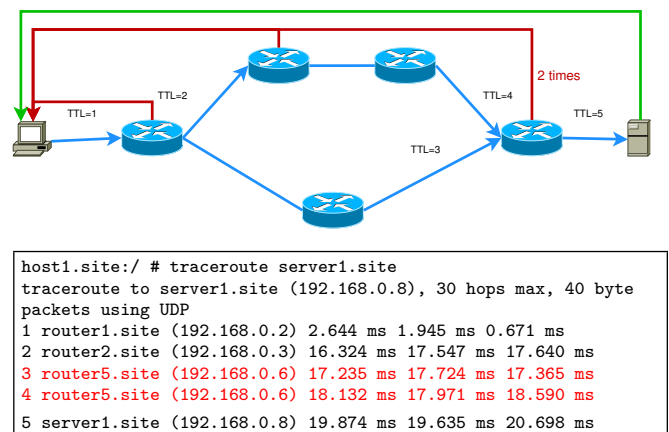 2 times
TTL=2
TTL=4
TTL=1
TTL=5
TTL=3
host1.site:/ # traceroute server1.site
traceroute to server1.site (192.168.0.8), 30 hops max, 40 byte
packets using UDP
1 router1.site (192.168.0.2) 2.644 ms 1.945 ms 0.671 ms
2 router2.site (192.168.0.3) 16.324 ms 17.547 ms 17.640 ms
3 router5.site (192.168.0.6) 17.235 ms 17.724 ms 17.365 ms
4 router5.site (192.168.0.6) 18.132 ms 17.971 ms 18.590 ms
5 server1.site (192.168.0.8) 19.874 ms 19.635 ms 20.698 ms